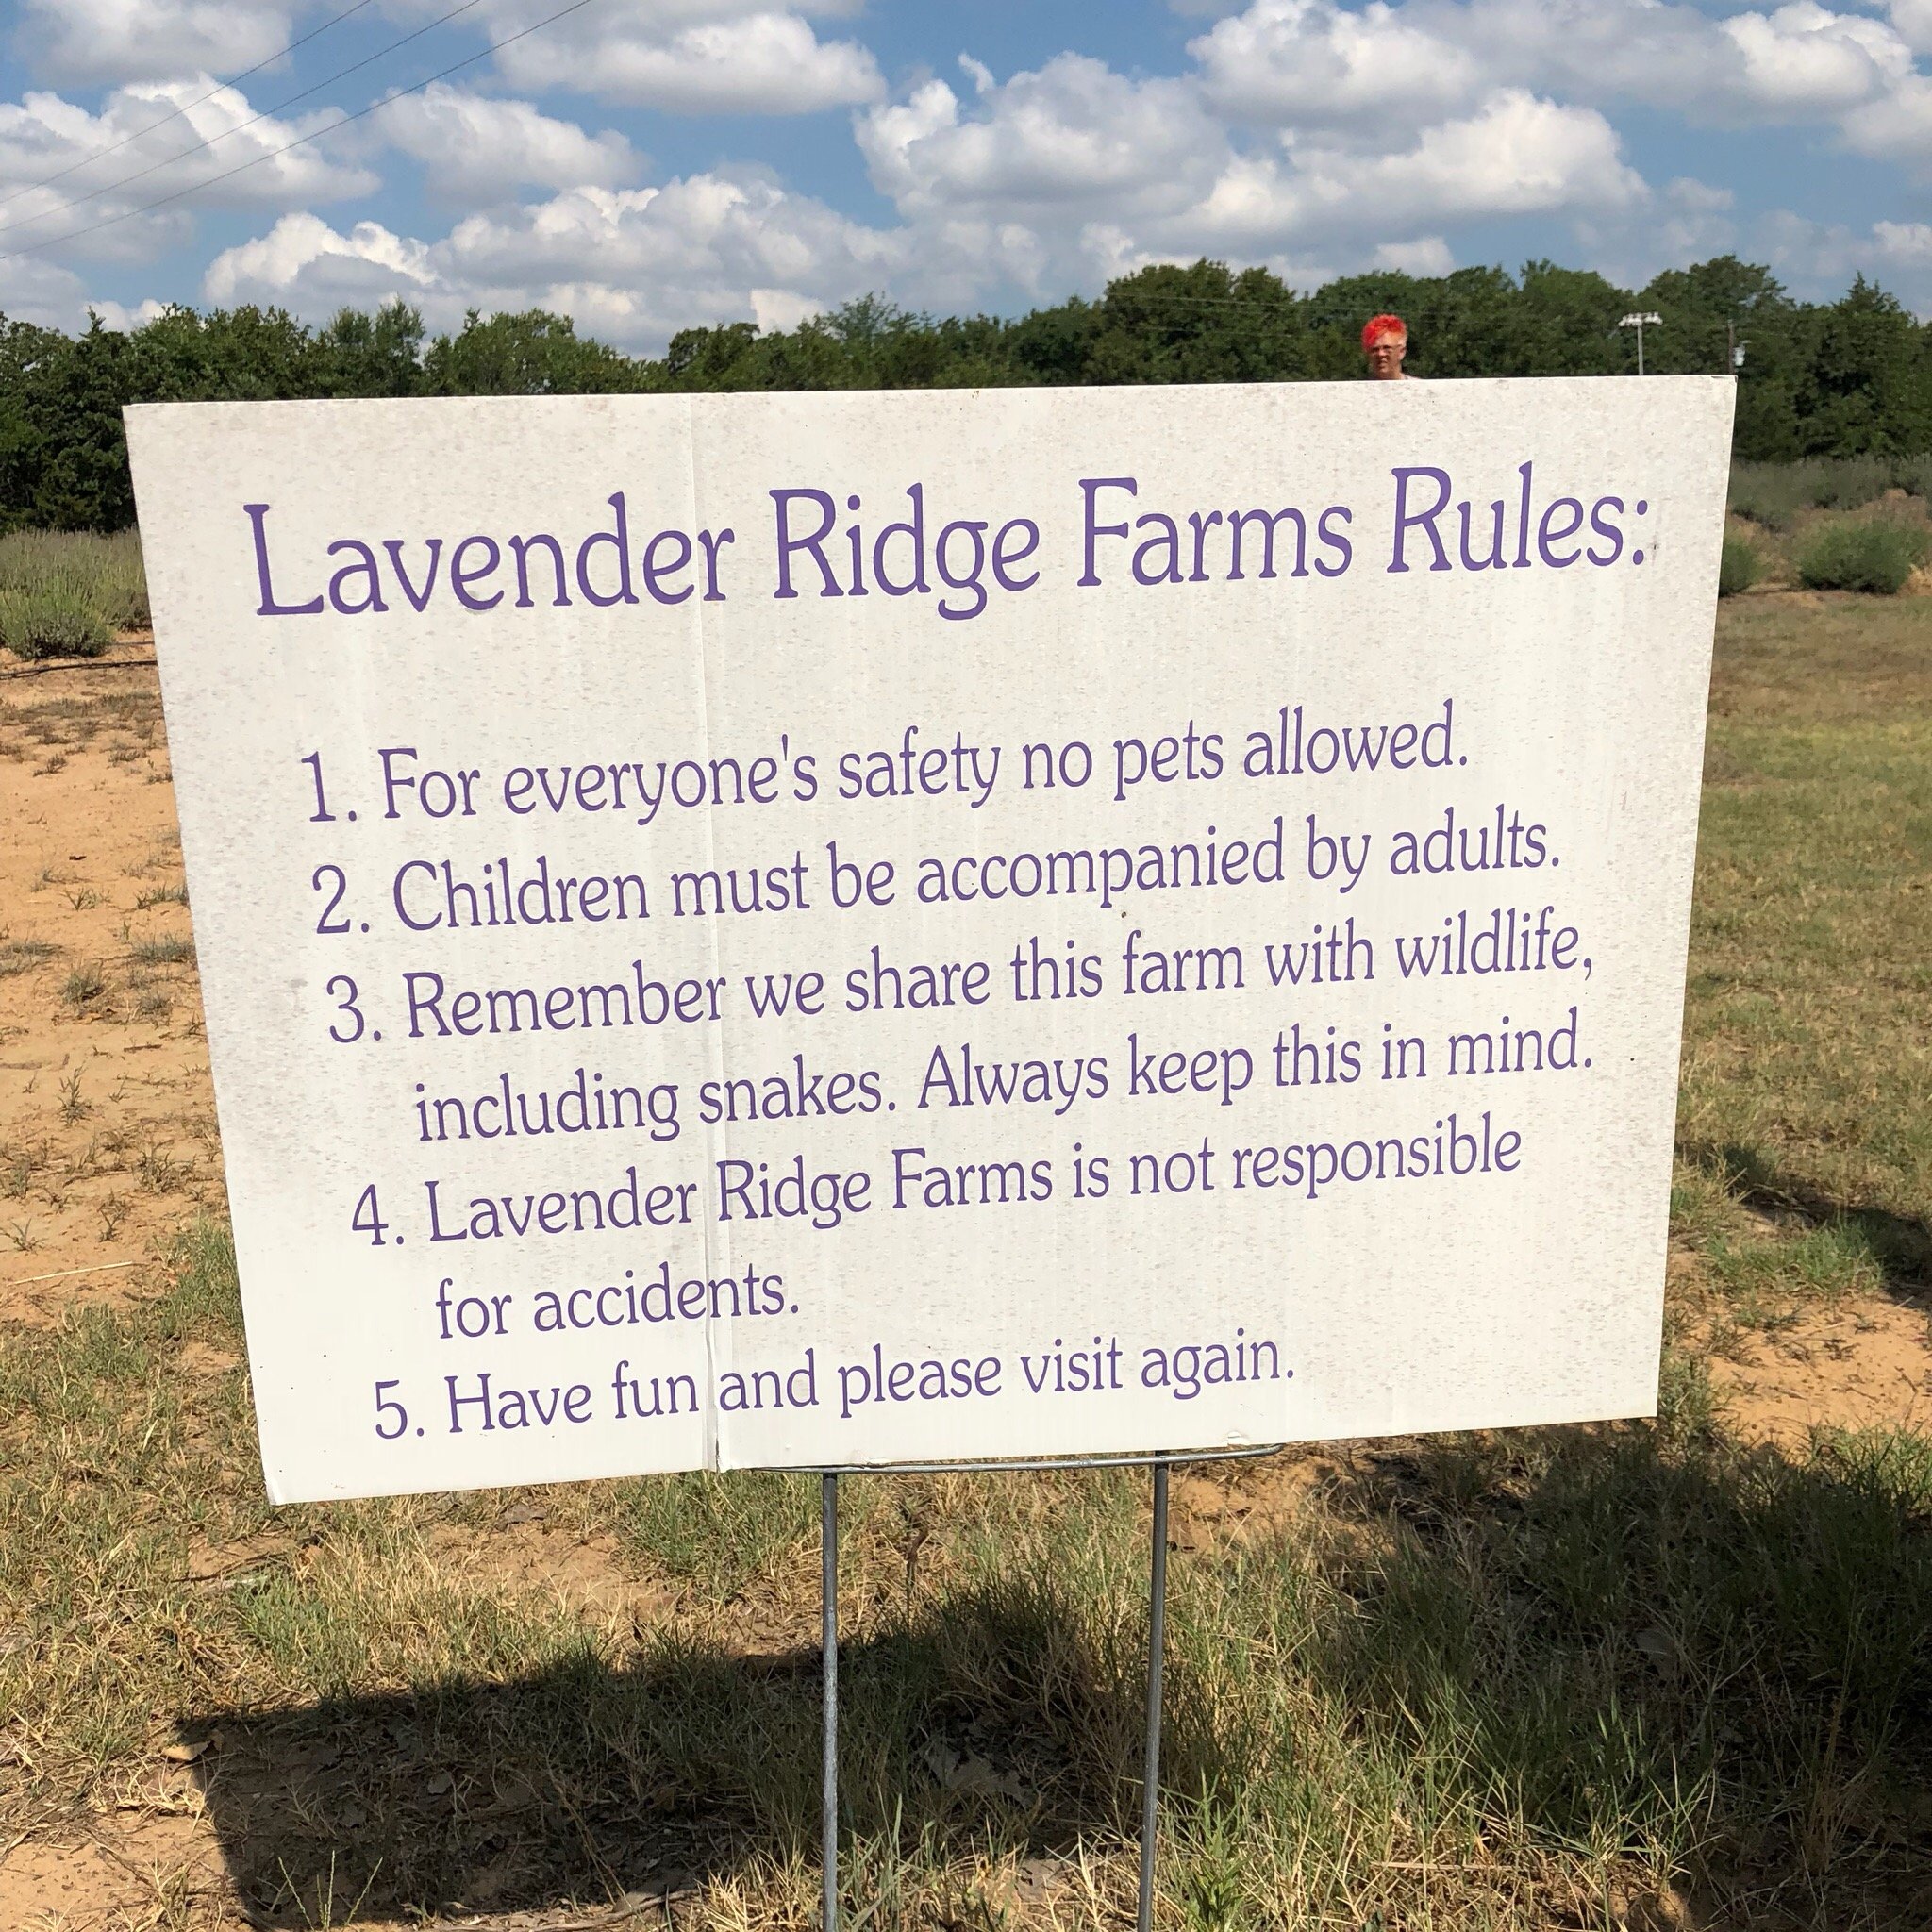 Lavender Ridge Farms Rules:
1. For everyone's safety no pets allowed.
2. Children must be accompanied by adults.
3. Remember we share this farm with wildlife,
including snakes. Always keep this in mind.
4. Lavender Ridge Farms is not responsible
for accidents.
5. Have fun and please visit again.